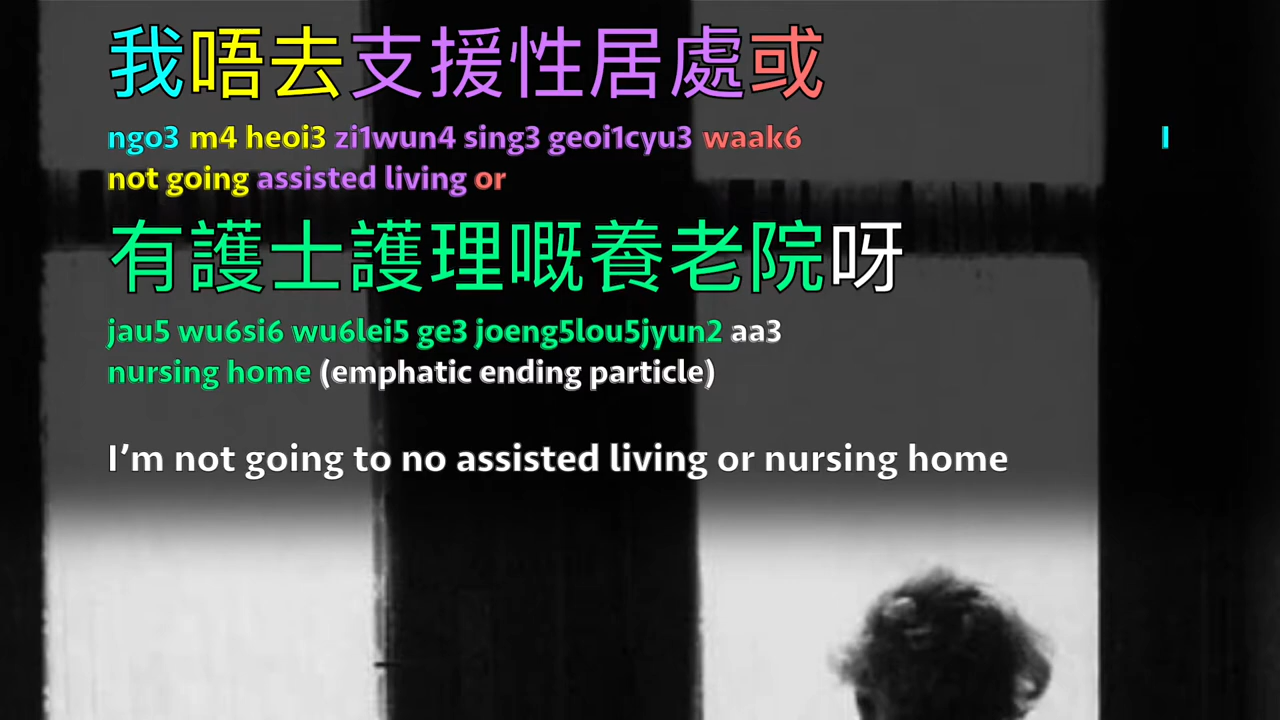 我唔去支援性居處或
ngo3 m4 heoi3 zi1wun4 sing3 geoi1cyu3 waak6 I
not going assisted living or
有護士護理嘅養老院呀
jau5 wu6si6 wu6lei5 ge3 joeng5lou5jyun2 aa3
nursing home (emphatic ending particle)
I'm not going to no assisted living or nursing home